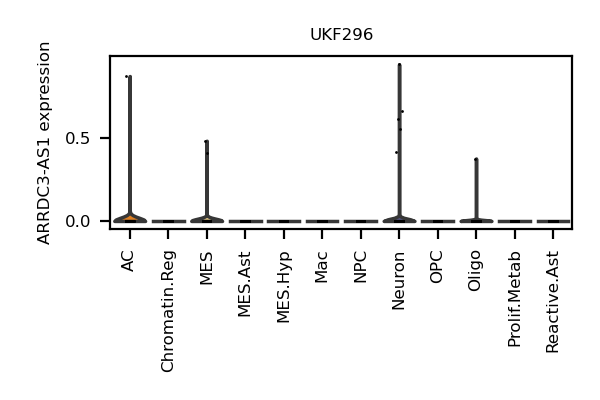 UKF296
ARRDC3-AS1 expression
0.5
0.0
AC
Chromatin.Reg
MES
MES.Ast
MES.Hyp
Mac
NPC
Neuron
OPC
Oligo
Prolif.Metab
Reactive.Ast